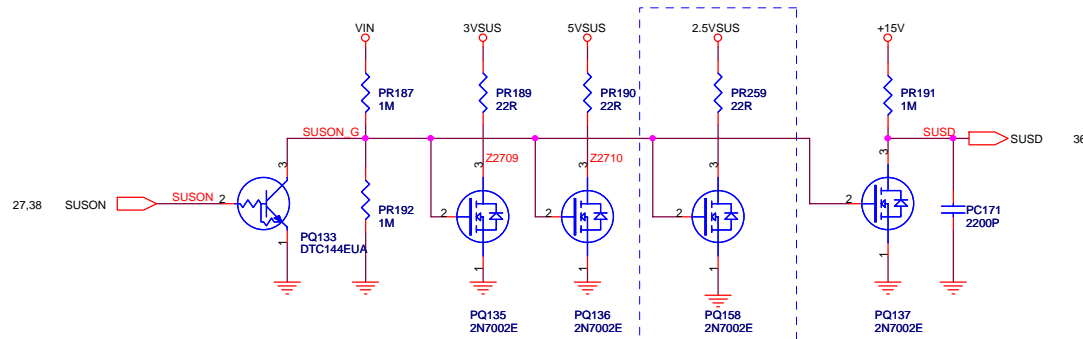 VIN
3VSUS
5VSUS
2.5VSUS
+15V
PR187
1M
PR189
22R
PR190
22R
PR259
22R
PR191
1M
SUSON_G
SUSD
SUSD
36
3
Z2709
3
Z2710
3
3
3
27,38
SUSON
SUSON
2
PR192
1M
2
2
2
2
PC171
2200P
PQ133
DTC144EUA
1
1
1
1
1
PQ135
2N7002E
PQ136
2N7002E
PQ158
2N7002E
PQ137
2N7002E